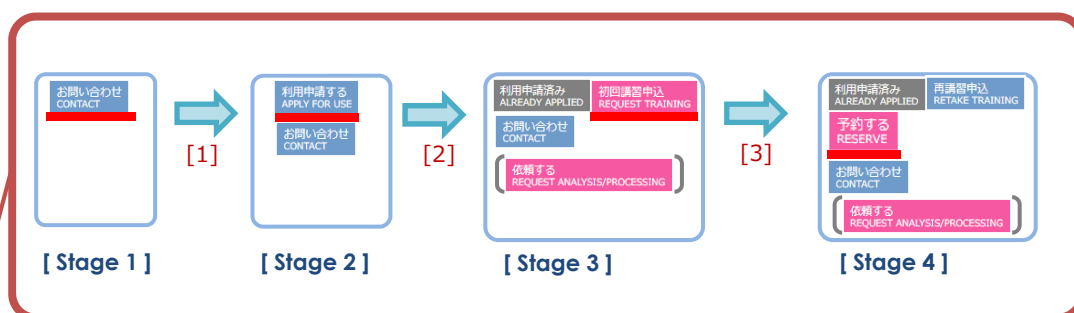 お問い合わせ
CONTACT
[ Stage 1 ]
[1]
利用申請する
APPLY FOR USE
お問い合わせ
CONTACT
[ Stage 2 ]
[2]
利用申請済み
ALREADY APPLIED
初回講習申込
REQUEST TRAINING
お問い合わせ
CONTACT
依頼する
REQUEST ANALYSIS/PROCESSING
[ Stage 3 ]
[3]
利用申請済み
ALREADY APPLIED
再講習申込
RETAKE TRAINING
予約する
RESERVE
お問い合わせ
CONTACT
依頼する
REQUEST ANALYSIS/PROCESSING
[ Stage 4 ]